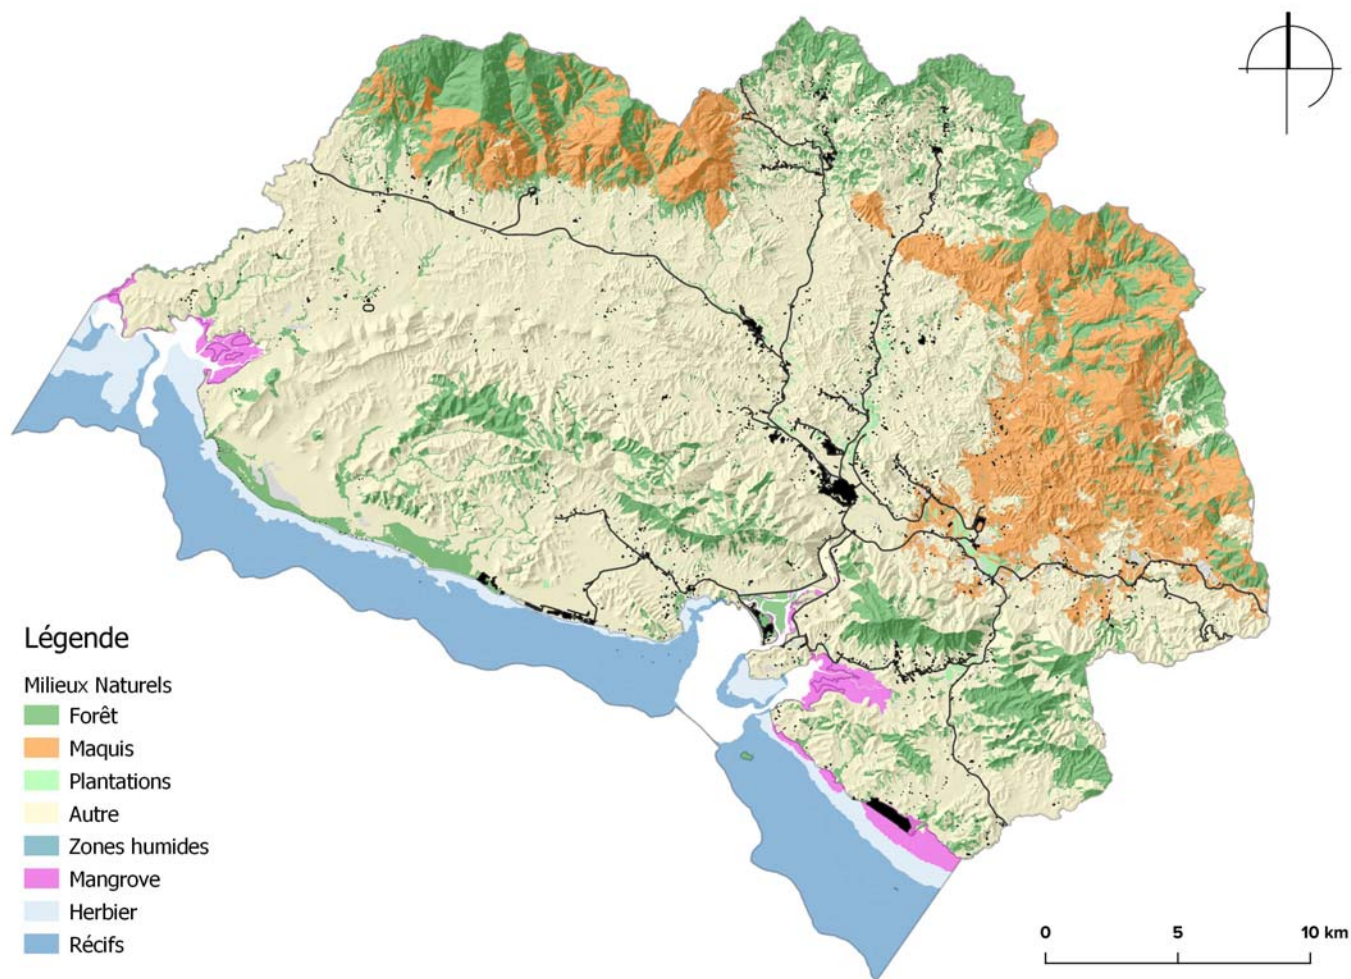 Légende
Milieux Naturels
Forêt
Maquis
Plantations
Autre
Zones humides
Mangrove
Herbier
Récifs
0 5 10 km